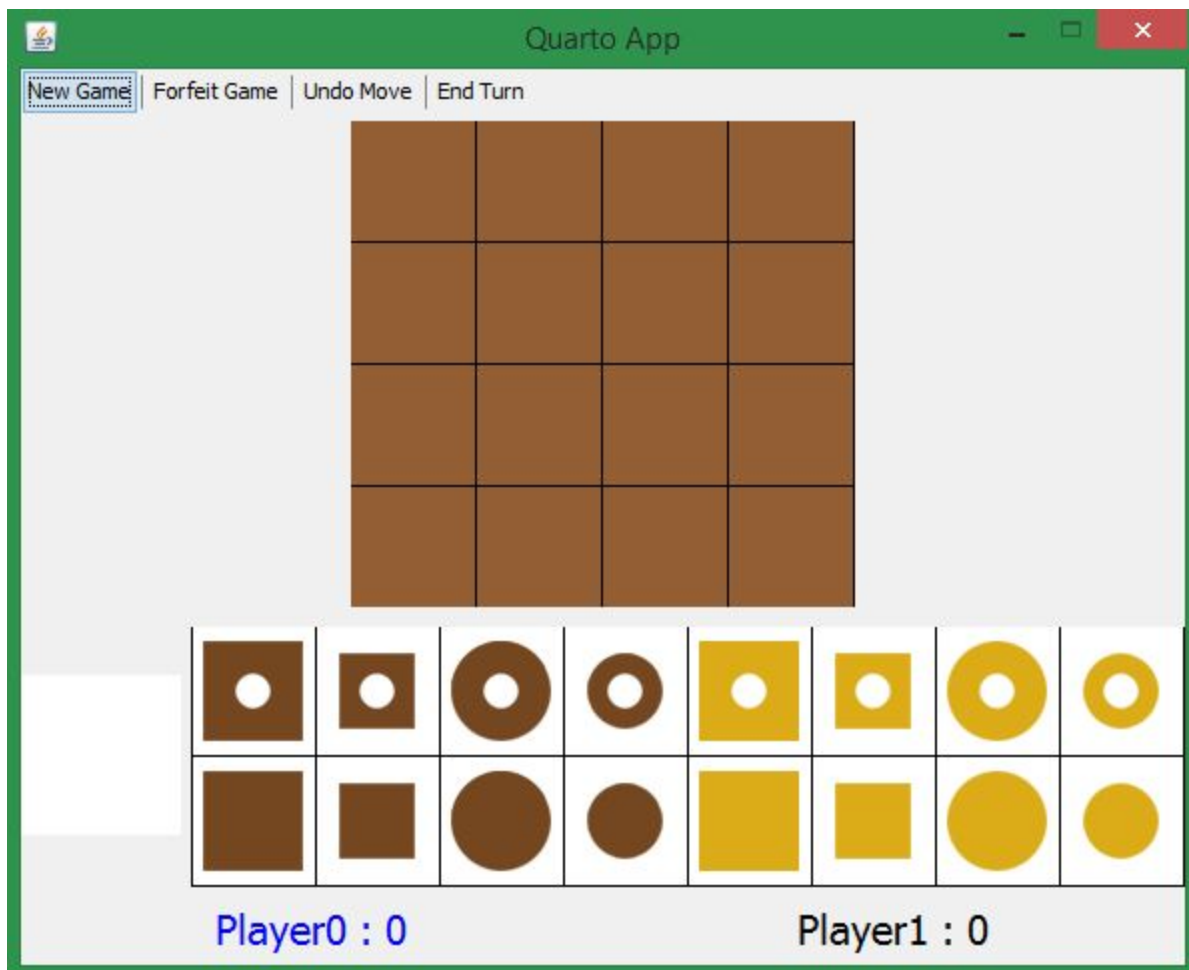 Quarto App
New Game Forfeit Game Undo Move End Turn
Player0 : 0 Player1 : 0